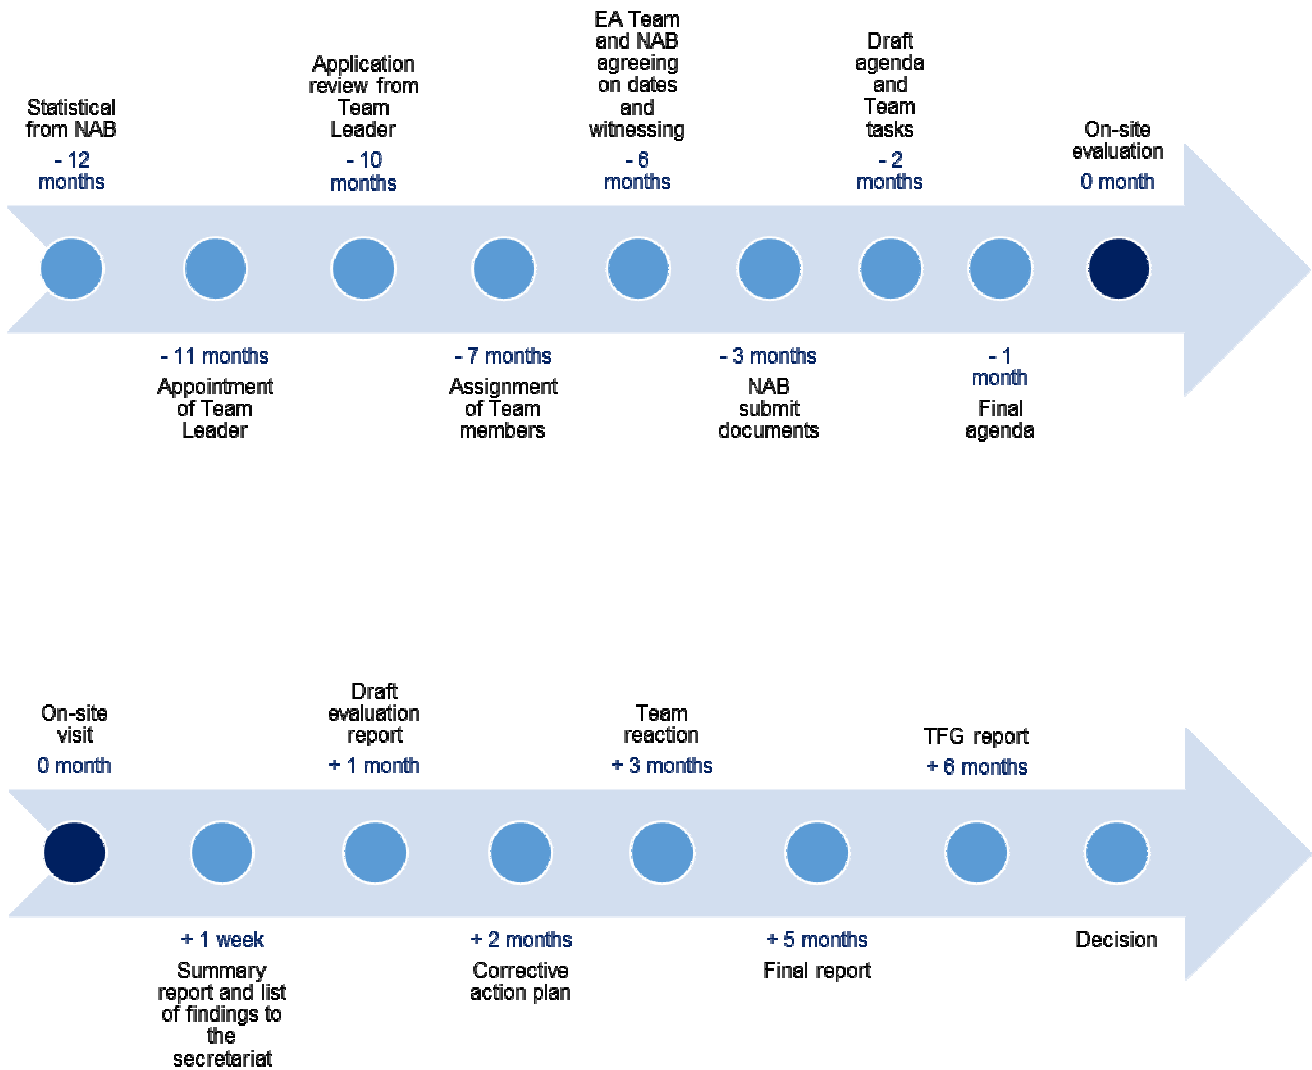 Statistical
from NAB
- 12
months
- 11 months
Appointment
of Team
Leader
Application
review from
Team
Leader
- 10
months
- 7 months
Assignment
of Team
members
EA Team
and NAB
agreeing
on dates
and
witnessing
- 6
months
- 3 months
NAB
submit
documents
Draft
agenda
and
Team
tasks
- 2
months
- 1
month
Final
agenda
On-site
evaluation
0 month
On-site
visit
0 month
+ 1 week
Summary
report and list
of findings to
the
secretariat
Draft
evaluation
report
+ 1 month
+ 2 months
Corrective
action plan
Team
reaction
+ 3 months
+ 5 months
Final report
TFG report
+ 6 months
Decision